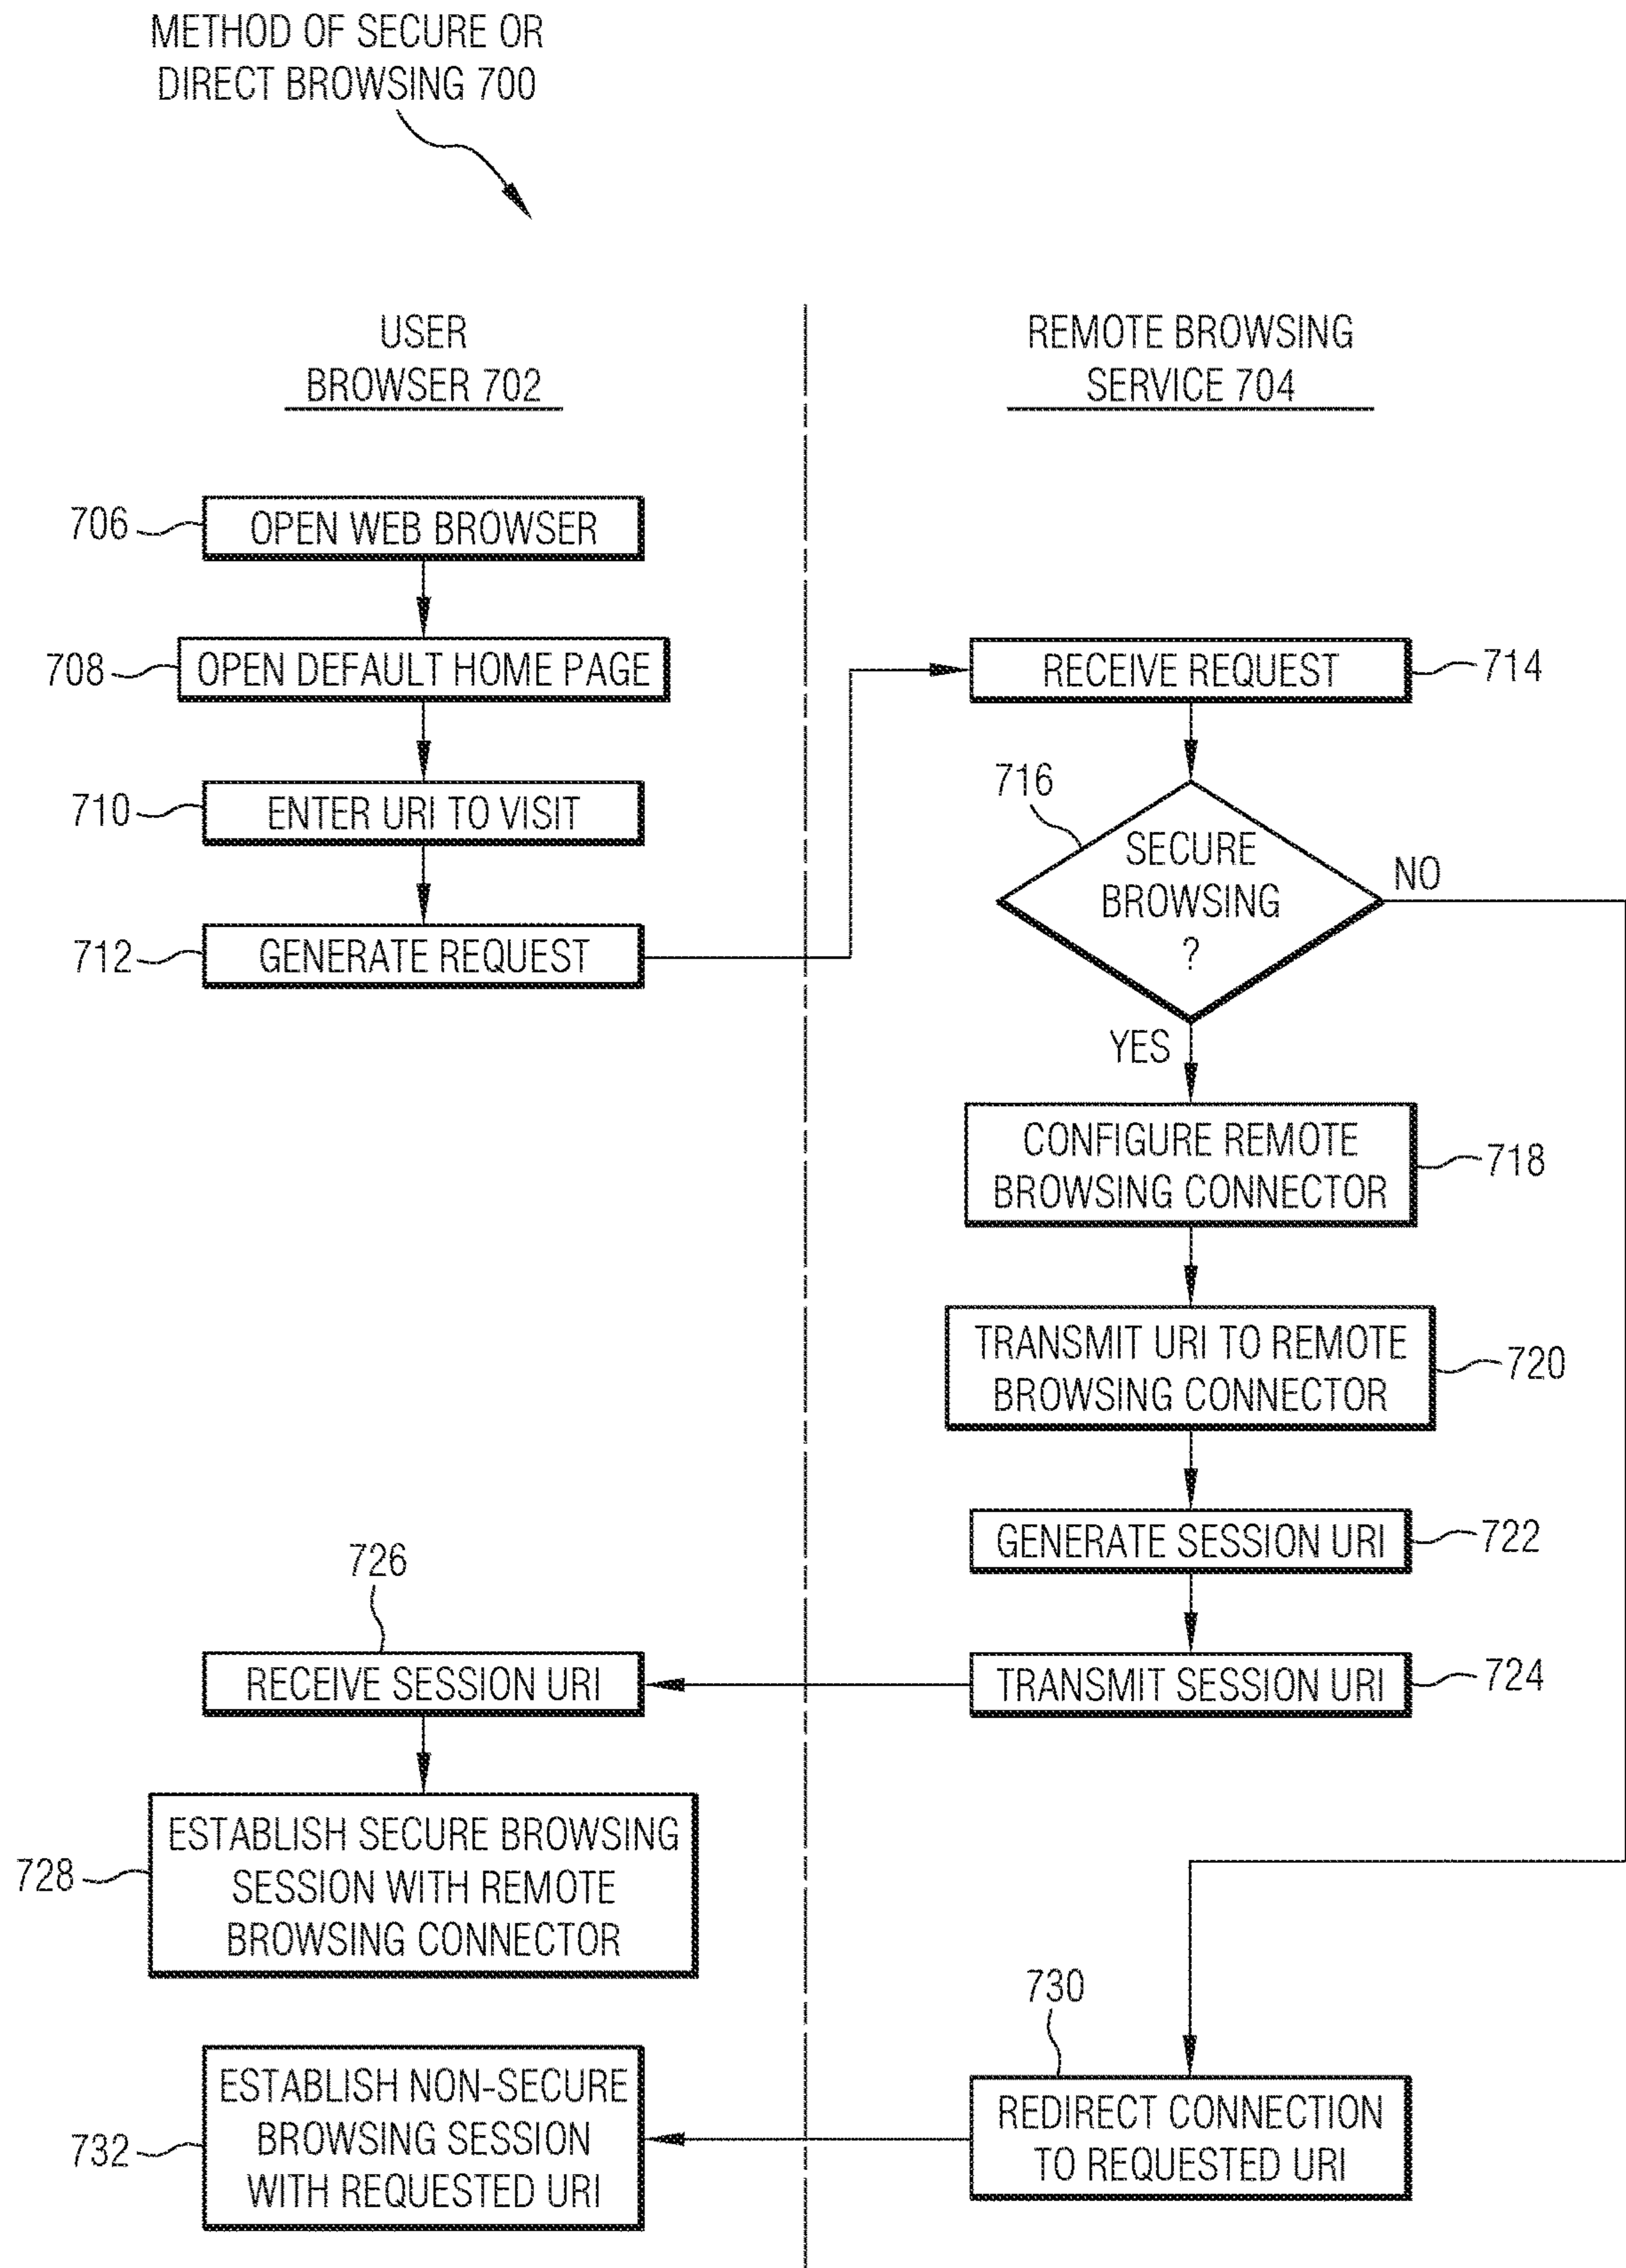 METHOD OF SECURE OR
DIRECT BROWSING 700
USER
BROWSER 702
REMOTE BROWSING
SERVICE 704
706
OPEN WEB BROWSER
708
OPEN DEFAULT HOME PAGE
710
ENTER URI TO VISIT
712
GENERATE REQUEST
RECEIVE REQUEST
714
716
SECURE
BROWSING
?
NO
YES
CONFIGURE REMOTE
BROWSING CONNECTOR
718
TRANSMIT URI TO REMOTE
BROWSING CONNECTOR
720
GENERATE SESSION URI
722
TRANSMIT SESSION URI
724
726
RECEIVE SESSION URI
728
ESTABLISH SECURE BROWSING
SESSION WITH REMOTE
BROWSING CONNECTOR
730
REDIRECT CONNECTION
TO REQUESTED URI
732
ESTABLISH NON-SECURE
BROWSING SESSION
WITH REQUESTED URI